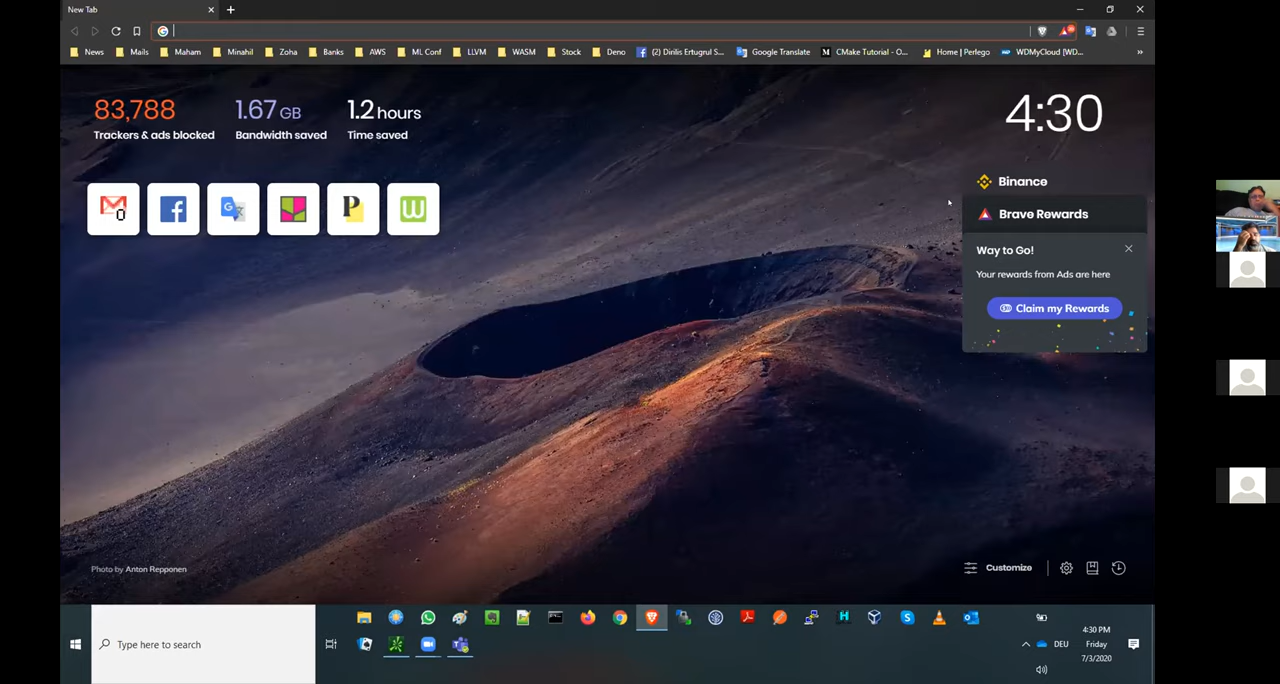 New Tab
News
Mails
Maham
Minahil
Zoha
Banks
AWS
ML Conf
LLVM
WASM
Stock
Deno
(2) Dirilis Ertugrul S...
Google Translate
CMake Tutorial - O...
Home | Perlego
WDMyCloud [WD...
83,788
Trackers & ads blocked
1.67 GB
Bandwidth saved
1.2 hours
Time saved
4:30
Binance
Brave Rewards
Way to Go!
Your rewards from Ads are here
Claim my Rewards
Photo by Anton Repponen
Customize
Type here to search
DEU
4:30 PM
Friday
7/3/2020